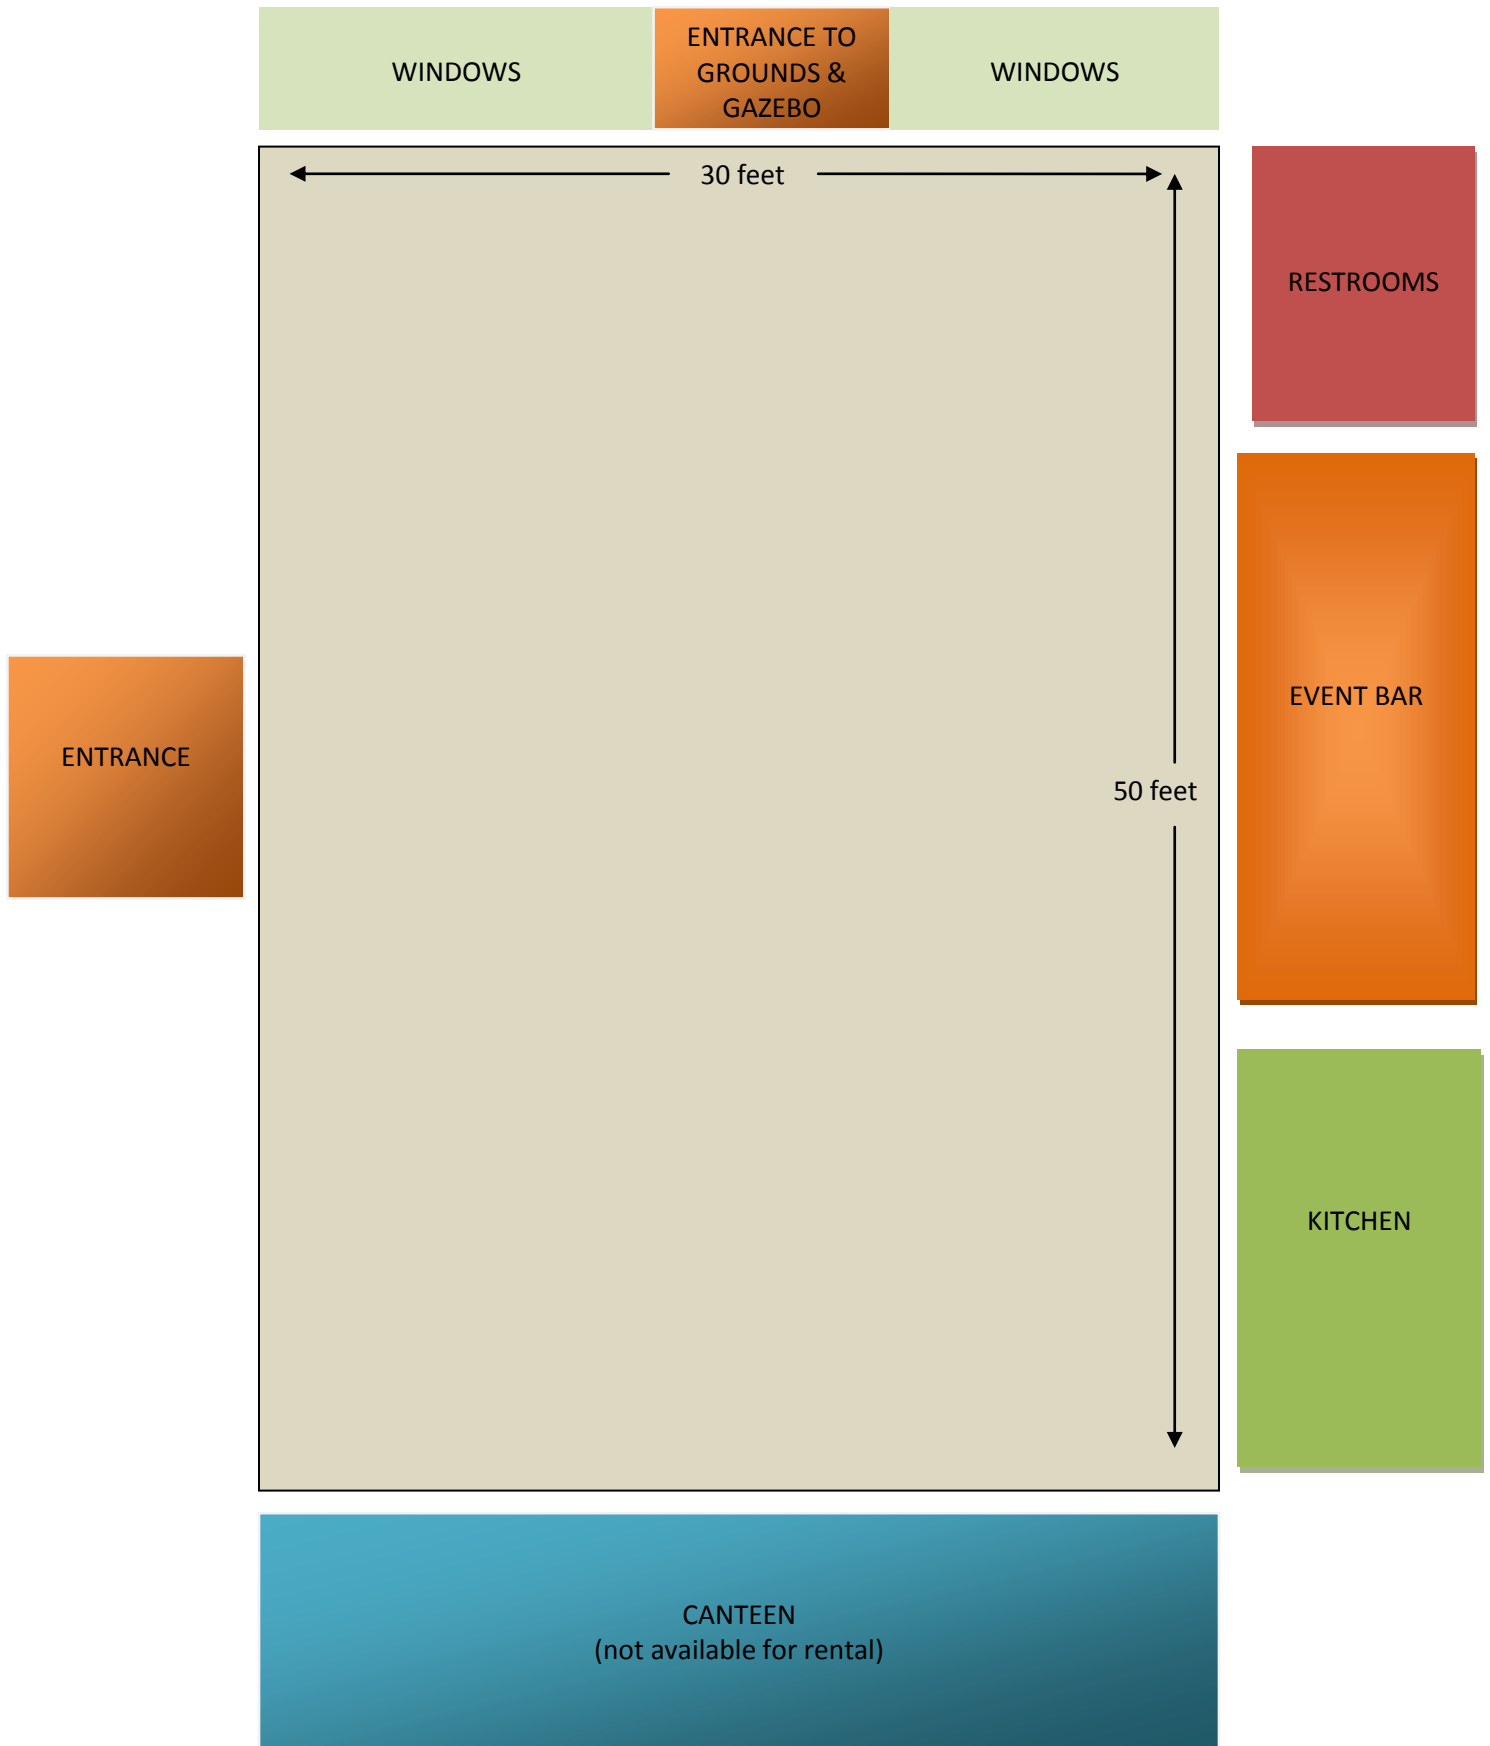 WINDOWS
ENTRANCE TO
GROUNDS &
GAZEBO
WINDOWS
30 feet
RESTROOMS
EVENT BAR
ENTRANCE
50 feet
KITCHEN
CANTEEN
(not available for rental)